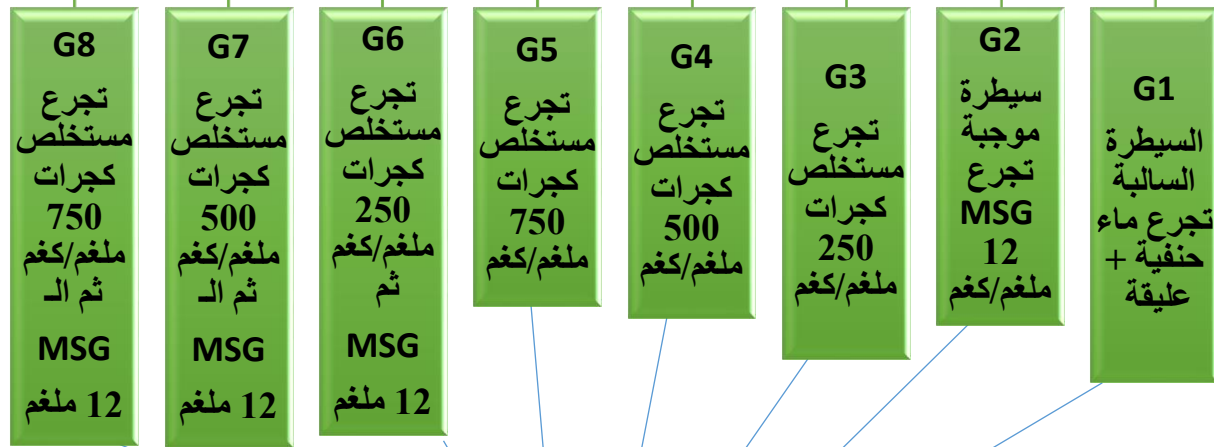 G1
السيطرة
السالبة
تجرع ماء
حنفية +
عليقة
G2
سيطرة
موجبة
تجرع
MSG
12
ملغم/كغم
G3
تجرع
مستخلص
كجرات
250
ملغم/كغم
G4
تجرع
مستخلص
كجرات
500
ملغم/كغم
G5
تجرع
مستخلص
كجرات
750
ملغم/كغم
G6
تجرع
مستخلص
كجرات
250
ملغم/كغم
ثم
MSG
12 ملغم
G7
تجرع
مستخلص
كجرات
500
ملغم/كغم
ثم الـ
MSG
12 ملغم
G8
تجرع
مستخلص
كجرات
750
ملغم/كغم
ثم الـ
MSG
12 ملغم